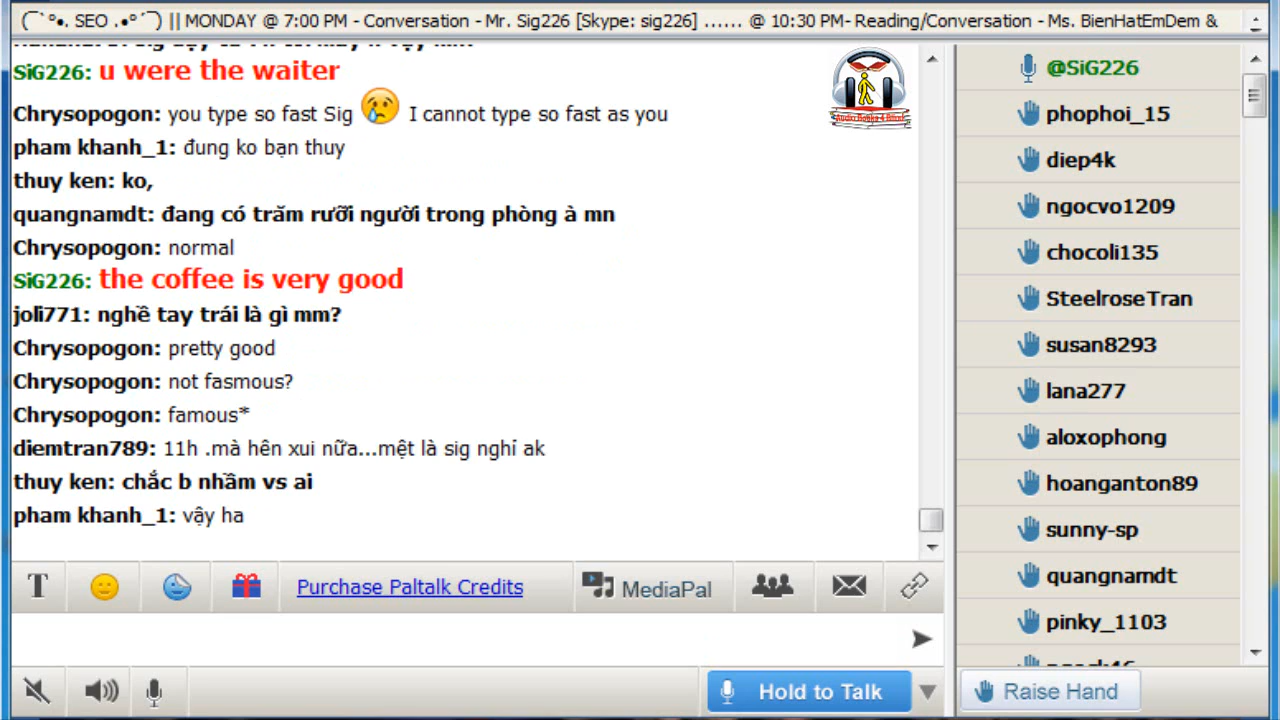 (¯`°•. SEO .•°´¯) || MONDAY @ 7:00 PM - Conversation - Mr. Sig226 [Skype: sig226] ...... @ 10:30 PM- Reading/Conversation - Ms. BienHatEmDem &
SiG226: u were the waiter
Chrysopogon: you type so fast Sig I cannot type so fast as you
pham khanh_1: đung ko bạn thuy
thuy ken: ko,
quangnamdt: đang có trăm rưỡi người trong phòng à mn
Chrysopogon: normal
SiG226: the coffee is very good
joli771: nghề tay trái là gì mm?
Chrysopogon: pretty good
Chrysopogon: not fasmous?
Chrysopogon: famous*
diemtran789: 11h .mà hên xui nữa...mệt là sig nghỉ ak
thuy ken: chắc b nhầm vs ai
pham khanh_1: vậy ha
Purchase Paltalk Credits
MediaPal
Hold to Talk
@SiG226
phophoi_15
diep4k
ngocvo1209
chocoli135
SteelroseTran
susan8293
lana277
aloxophong
hoanganton89
sunny-sp
quangnamdt
pinky_1103
Raise Hand